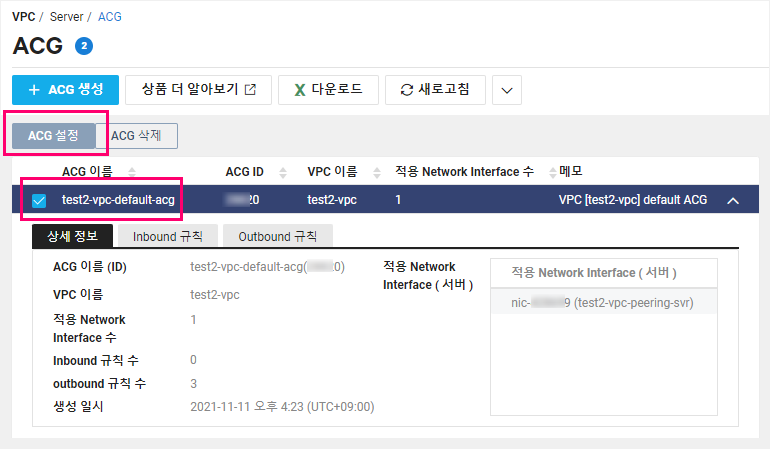 VPC / Server / ACG
ACG 2
+ ACG 생성 상품 더 알아보기 다운로드 새로고침
ACG 설정 ACG 삭제
ACG 이름 ACG ID VPC 이름 적용 Network Interface 수 메모
test2-vpc-default-acg 20 test2-vpc 1 VPC [test2-vpc] default ACG
상세 정보 Inbound 규칙 Outbound 규칙
ACG 이름 (ID) test2-vpc-default-acg( 0)
VPC 이름 test2-vpc
적용 Network Interface 수 1
Inbound 규칙 수 0
outbound 규칙 수 3
생성 일시 2021-11-11 오후 4:23 (UTC+09:00)
적용 Network
Interface ( 서버 )
적용 Network Interface ( 서버 )
nic- 9 (test2-vpc-peering-svr)